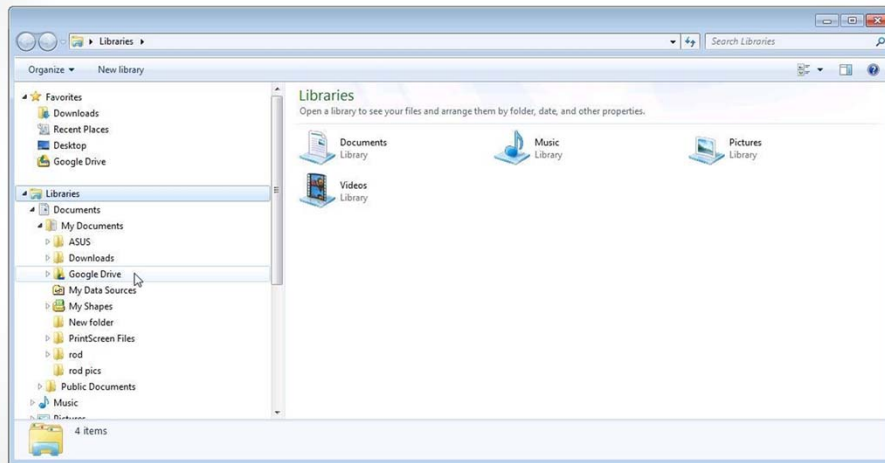 Libraries
Search Libraries
Organize
New library
Favorites
Downloads
Recent Places
Desktop
Google Drive
Libraries
Documents
My Documents
ASUS
Downloads
Google Drive
My Data Sources
My Shapes
New folder
PrintScreen Files
rod
rod pics
Public Documents
Music
Pictures
Libraries
Open a library to see your files and arrange them by folder, date, and other properties.
Documents
Library
Music
Library
Pictures
Library
Videos
Library
4 items